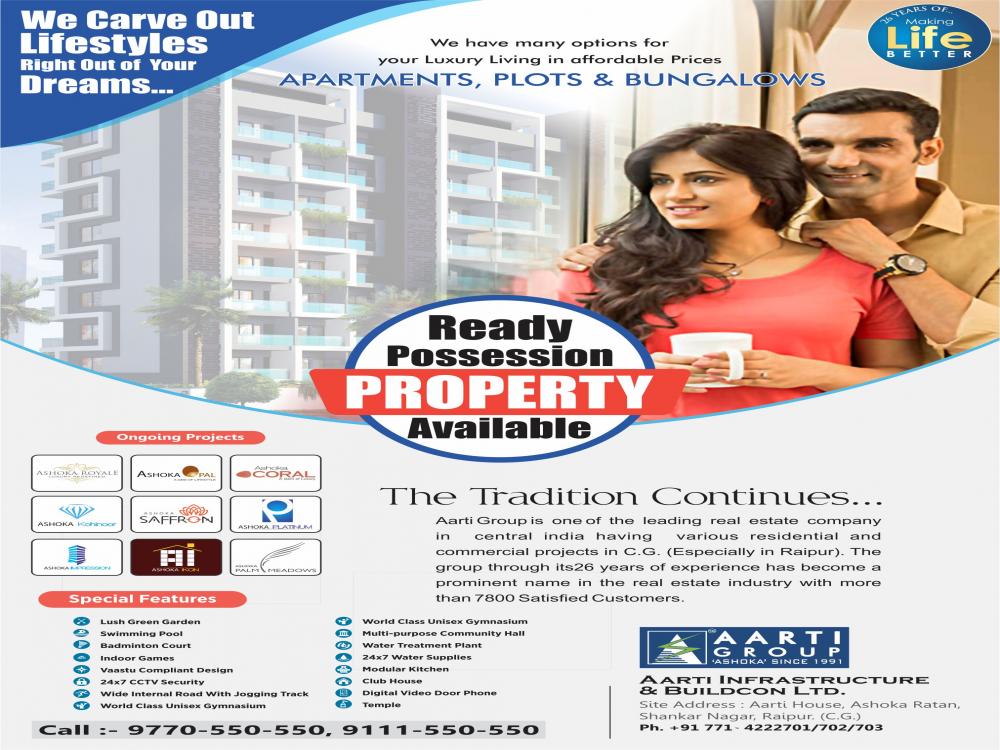 We Carve Out
Lifestyles
Right Out of Your
Dreams...
We have many options for
your Luxury Living in affordable Prices
APARTMENTS, PLOTS & BUNGALOWS
26 YEARS OF...
Making
Life
BETTER
Ready
Possession
PROPERTY
Available
Ongoing Projects
ASHOKA ROYALE
ASHOKA OPAL
Ashoka
CORAL
ASHOKA Kohinoor
ASHOKA
SAFFRON
ASHOKA PLATINUM
ASHOKA IMPRESSION
Ai
ASHOKA IKON
ASHOKA
PALM MEADOWS
The Tradition Continues...
Aarti Group is one of the leading real estate company
in central india having various residential and
commercial projects in C.G. (Especially in Raipur). The
group through its26 years of experience has become a
prominent name in the real estate industry with more
than 7800 Satisfied Customers.
Special Features
Lush Green Garden
Swimming Pool
Badminton Court
Indoor Games
Vaastu Compliant Design
24x7 CCTV Security
Wide Internal Road With Jogging Track
World Class Unisex Gymnasium
World Class Unisex Gymnasium
Multi-purpose Community Hall
Water Treatment Plant
24x7 Water Supplies
Modular Kitchen
Club House
Digital Video Door Phone
Temple
Call :- 9770-550-550, 9111-550-550
AARTI
GROUP
'ASHOKA' SINCE 1991
AARTI INFRASTRUCTURE
& BUILDCON LTD.
Site Address : Aarti House, Ashoka Ratan,
Shankar Nagar, Raipur. (C.G.)
Ph. +91 771- 4222701/702/703